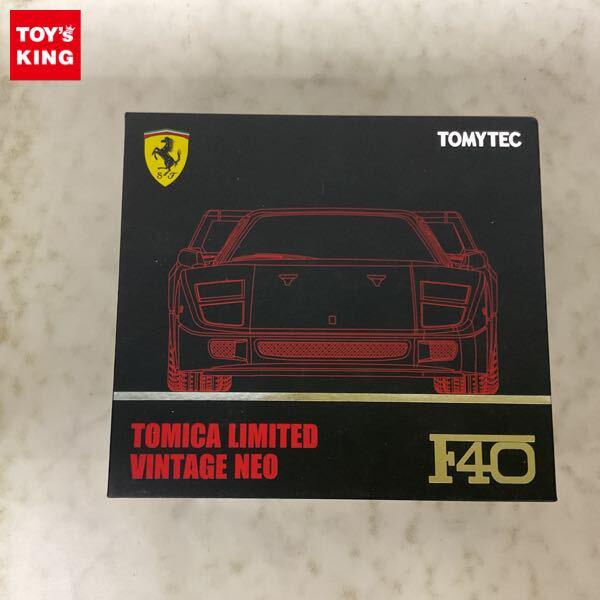 TOY's
KING
TOMYTEC
S F
TOMICA LIMITED
VINTAGE NEO
F40